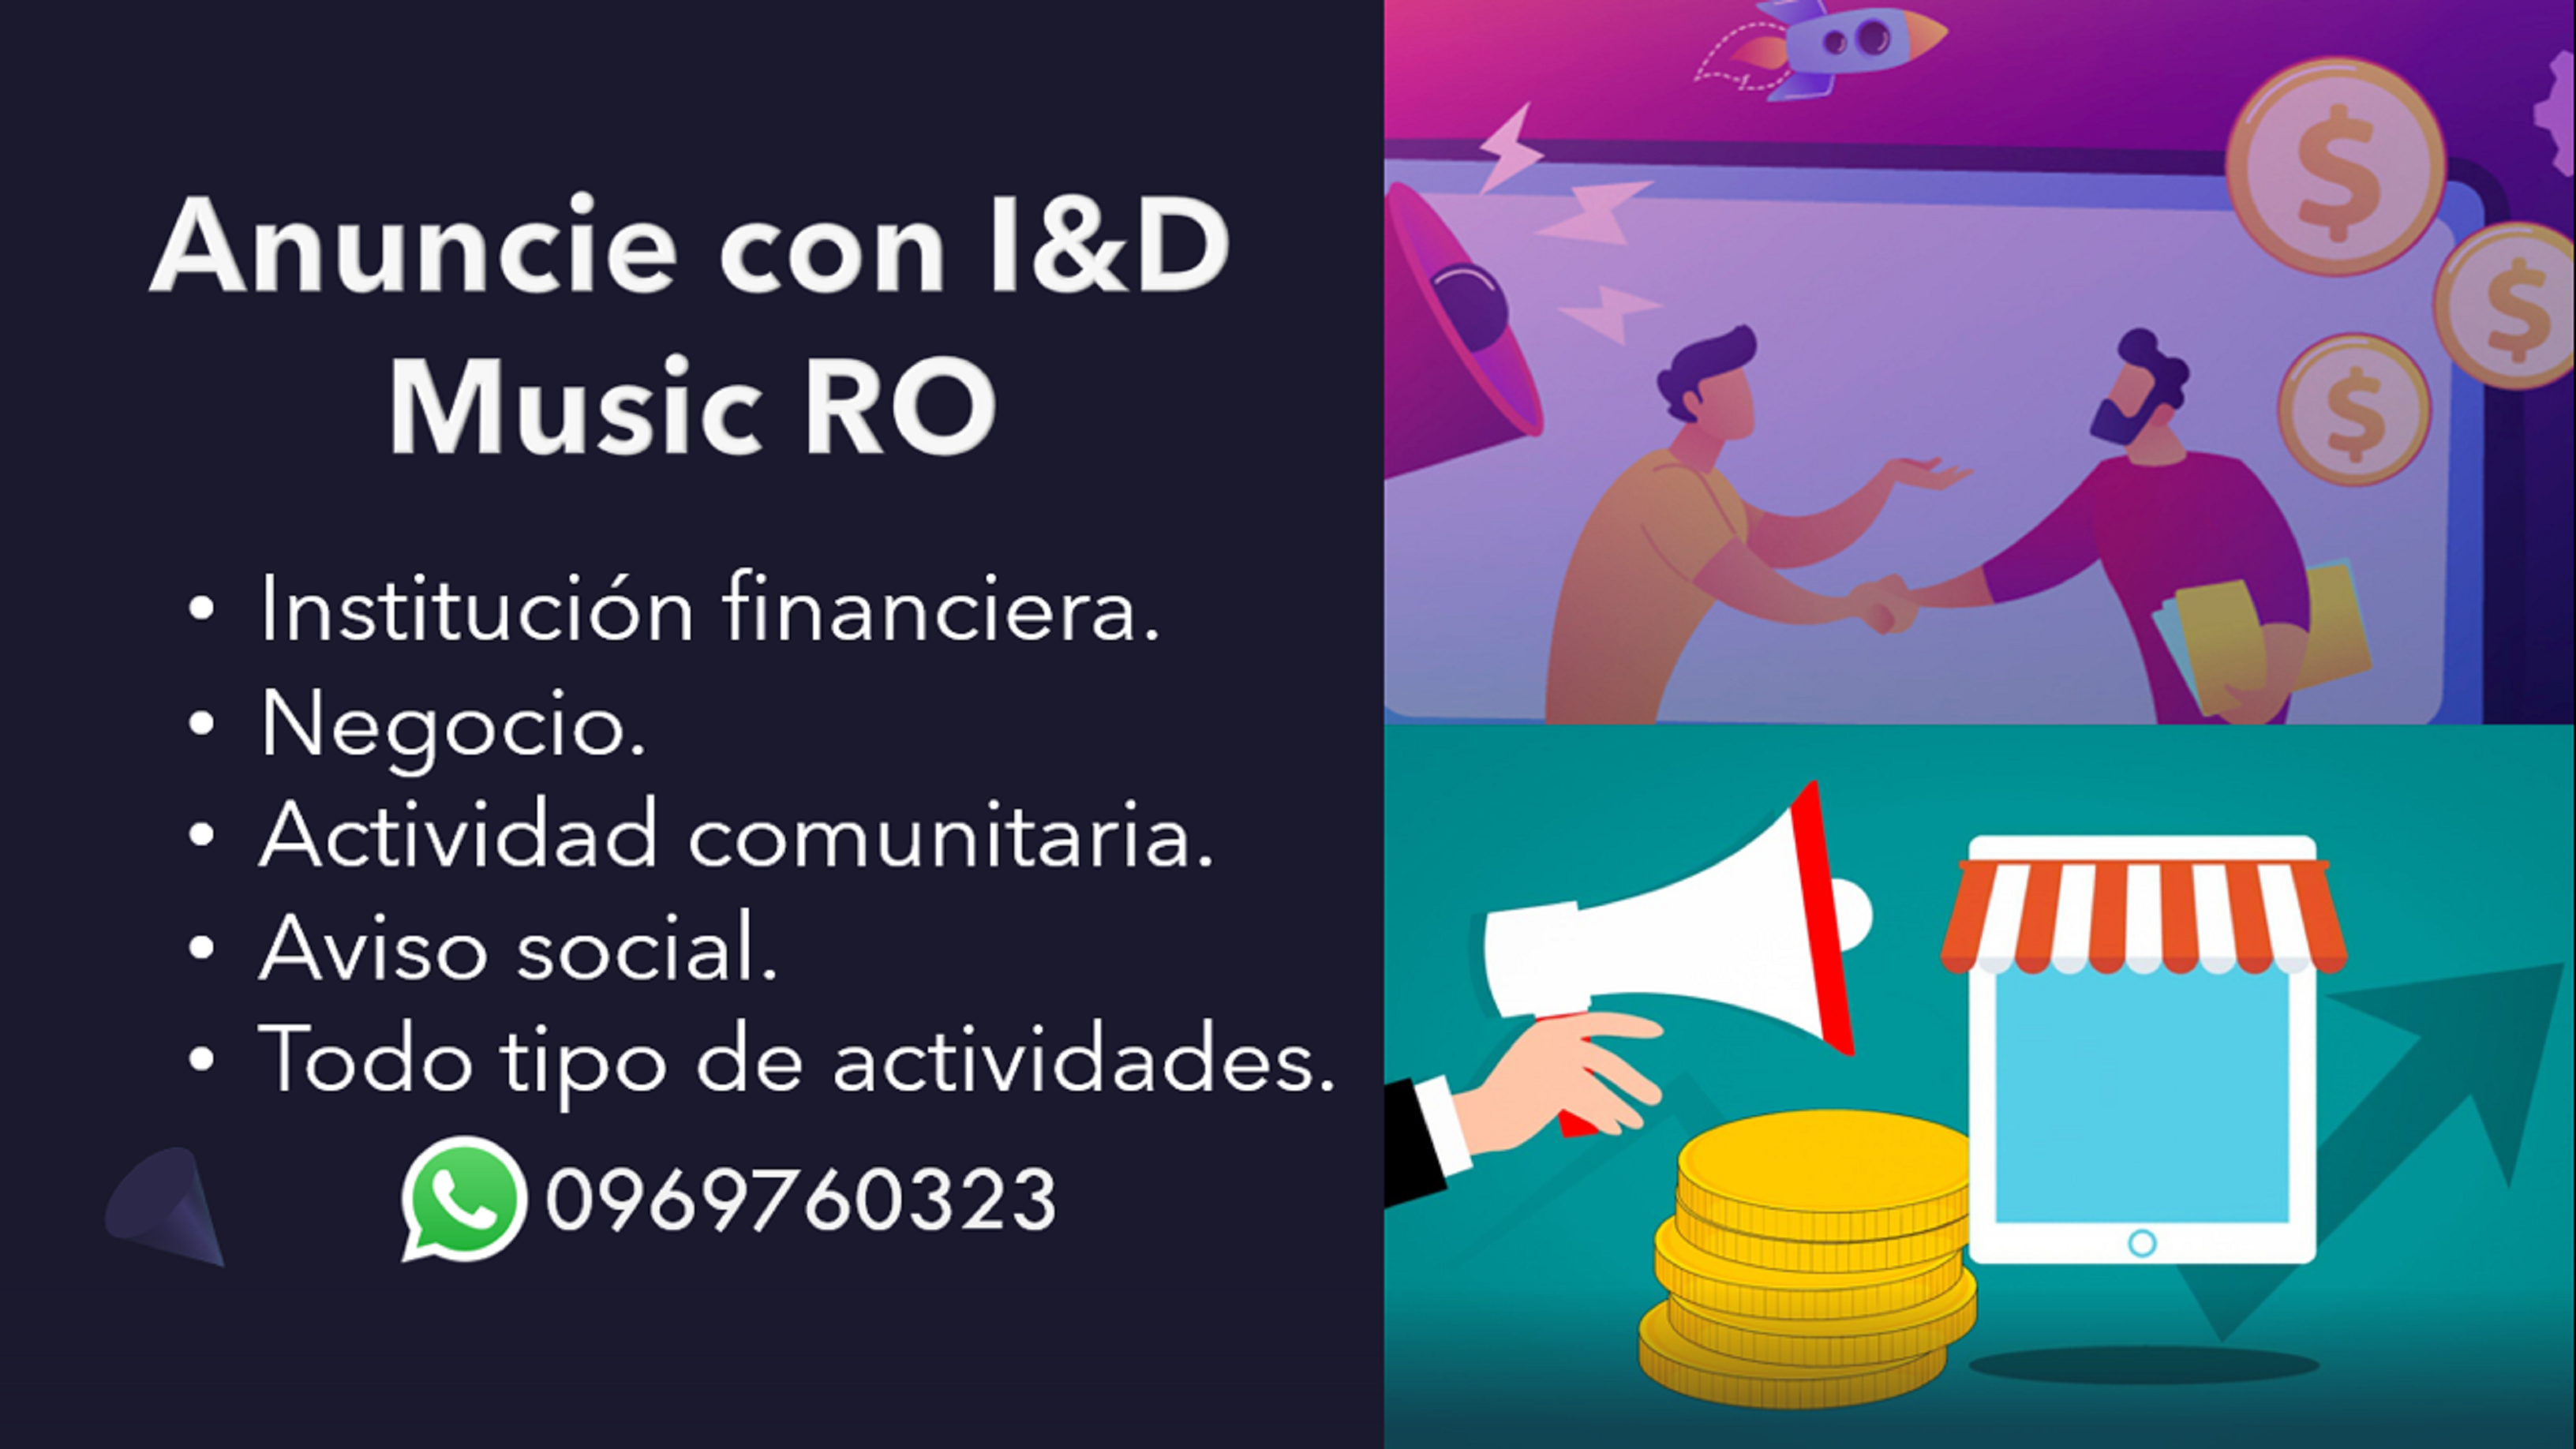 Anuncie con I&D
Music RO
• Institución financiera.
• Negocio.
• Actividad comunitaria.
• Aviso social.
• Todo tipo de actividades.
0969760323
$
$
$